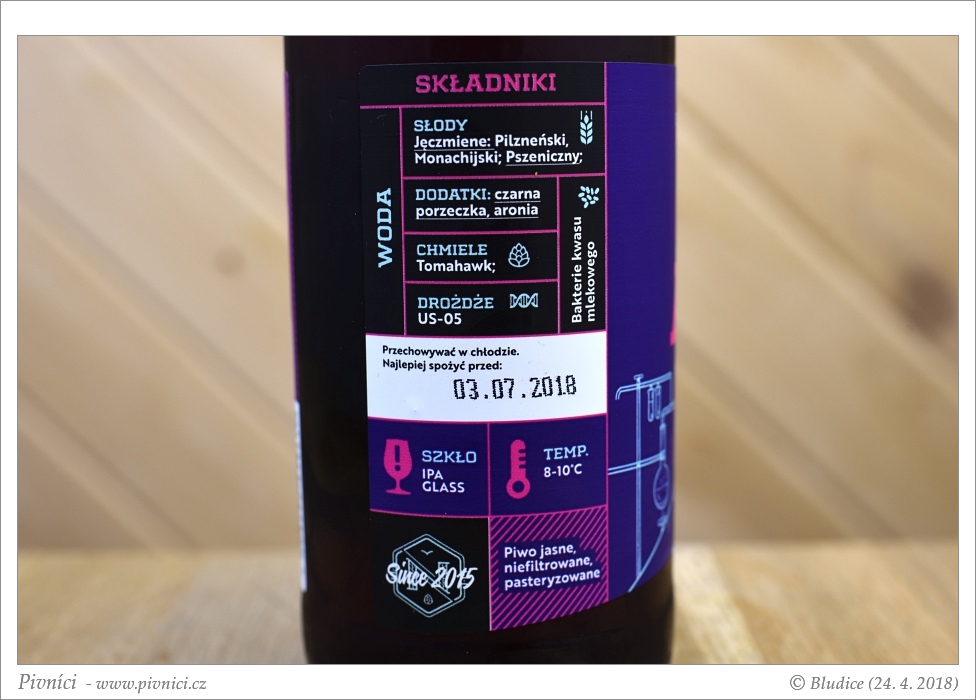 SKŁADNIKI
WODA
SŁODY
Jęczmiene: Pilzneński,
Monachijski; Pszeniczny;
DODATKI: czarna
porzeczka, aronia
CHMIELE
Tomahawk;
DROŻDŻE
US-05
Bakterie kwasu
mlekowego
Przechowywać w chłodzie.
Najlepiej spożyć przed:
03.07.2018
SZKŁO
IPA
GLASS
TEMP.
8-10°C
Since 2015
Piwo jasne,
niefiltrowane,
pasteryzowane
Pivníci - www.pivnici.cz
© Bludice (24. 4. 2018)